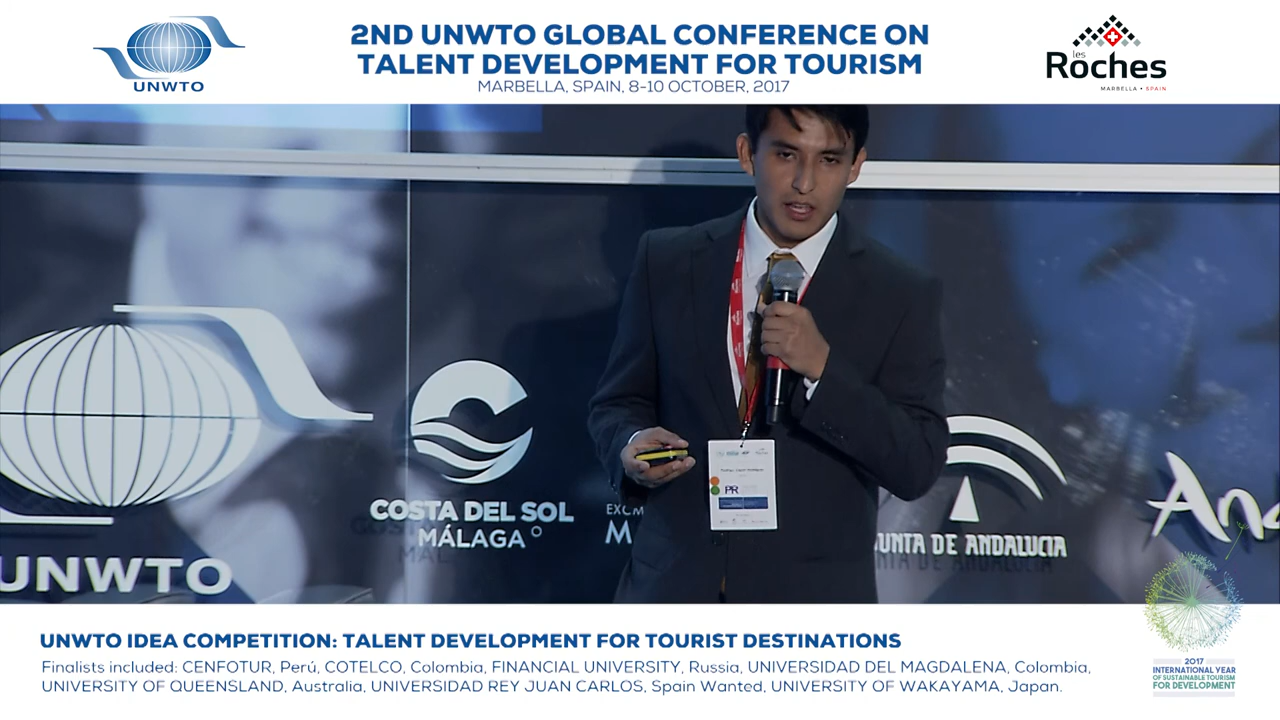 UNWTO
2ND UNWTO GLOBAL CONFERENCE ON
TALENT DEVELOPMENT FOR TOURISM
MARBELLA, SPAIN, 8-10 OCTOBER, 2017
les
Roches
MARBELLA • SPAIN
UNWTO
COSTA DEL SOL
MÁLAGA
PR
JUNTA DE ANDALUCIA
UNWTO IDEA COMPETITION: TALENT DEVELOPMENT FOR TOURIST DESTINATIONS
Finalists included: CENFOTUR, Perú, COTELCO, Colombia, FINANCIAL UNIVERSITY, Russia, UNIVERSIDAD DEL MAGDALENA, Colombia,
UNIVERSITY OF QUEENSLAND, Australia, UNIVERSIDAD REY JUAN CARLOS, Spain Wanted, UNIVERSITY OF WAKAYAMA, Japan.
2017
INTERNATIONAL YEAR
OF SUSTAINABLE TOURISM
FOR DEVELOPMENT